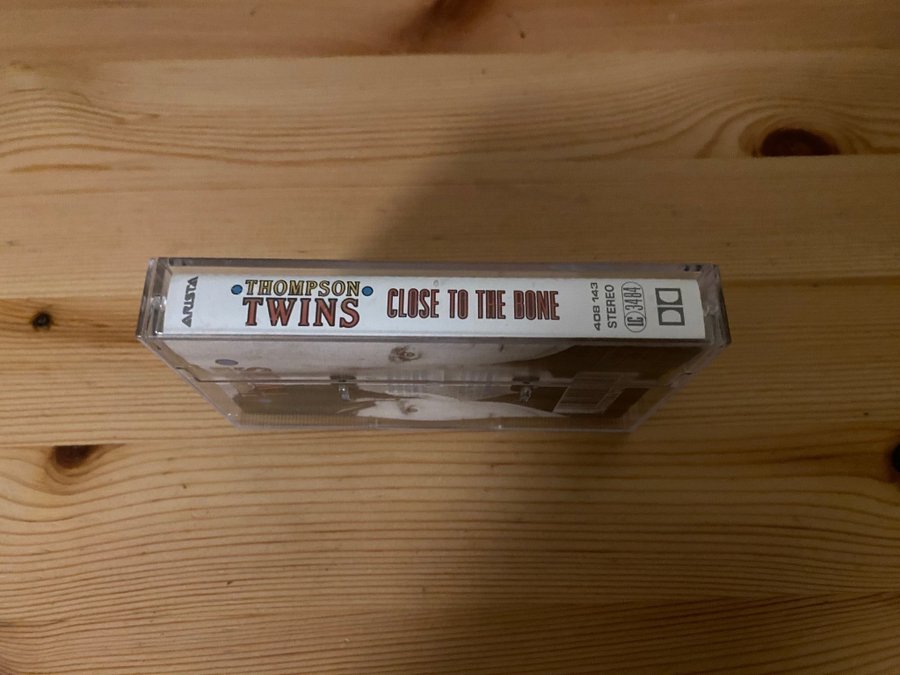 ARISTA
THOMPSON
TWINS
CLOSE TO THE BONE
408 143
STEREO
LC 3484